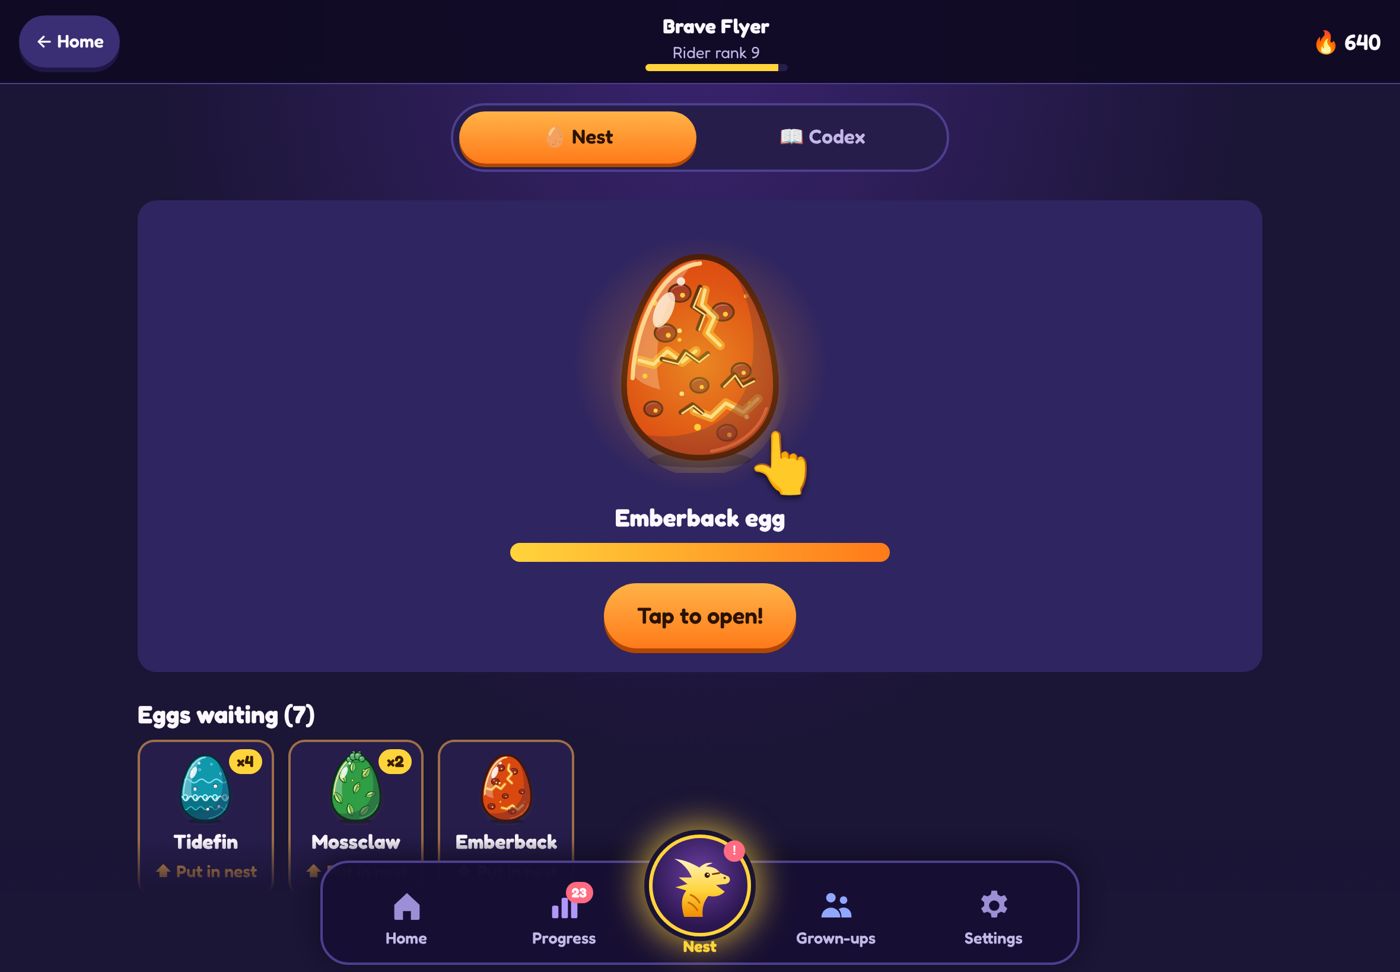 ← Home
Brave Flyer
Rider rank 9
640
Nest
Codex
Emberback egg
Tap to open!
Eggs waiting (7)
x4
Tidefin
Put in nest
x2
Mossclaw
Emberback
Home
23
Progress
!
Nest
Grown-ups
Settings